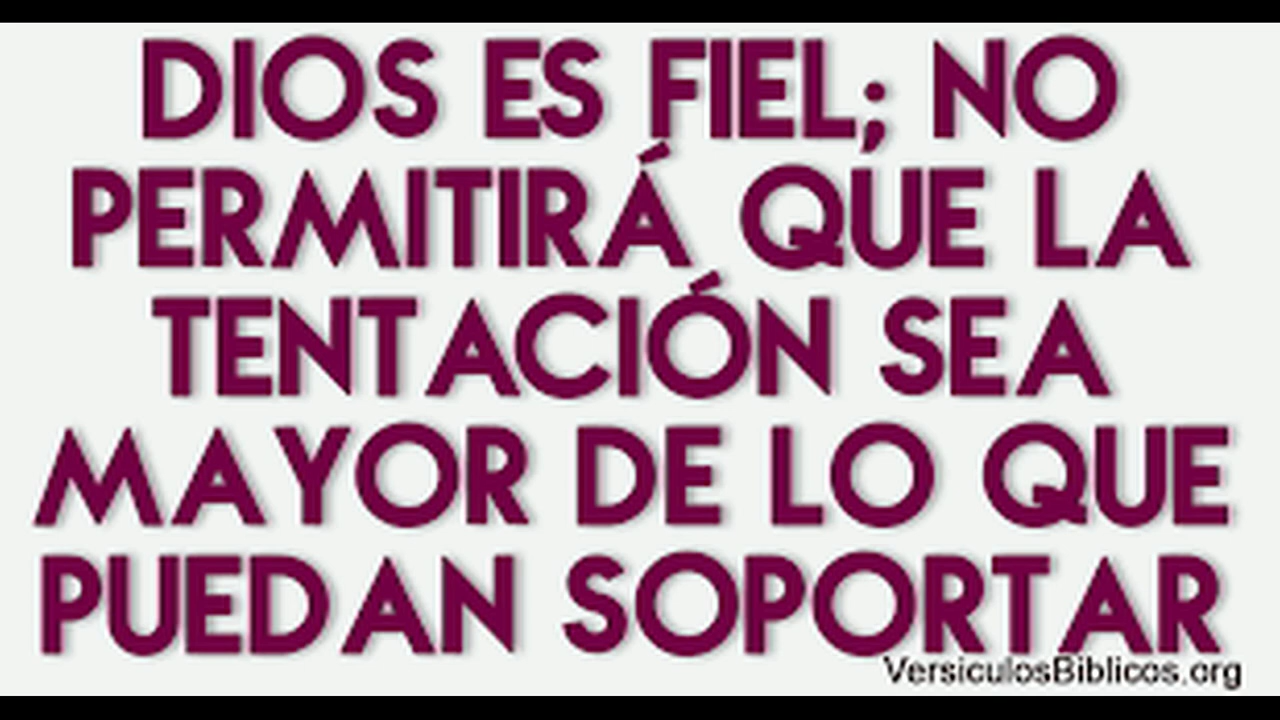 DIOS ES FIEL; NO
PERMITIRÁ QUE LA
TENTACIÓN SEA
MAYOR DE LO QUE
PUEDAN SOPORTAR
VersiculosBiblicos.org